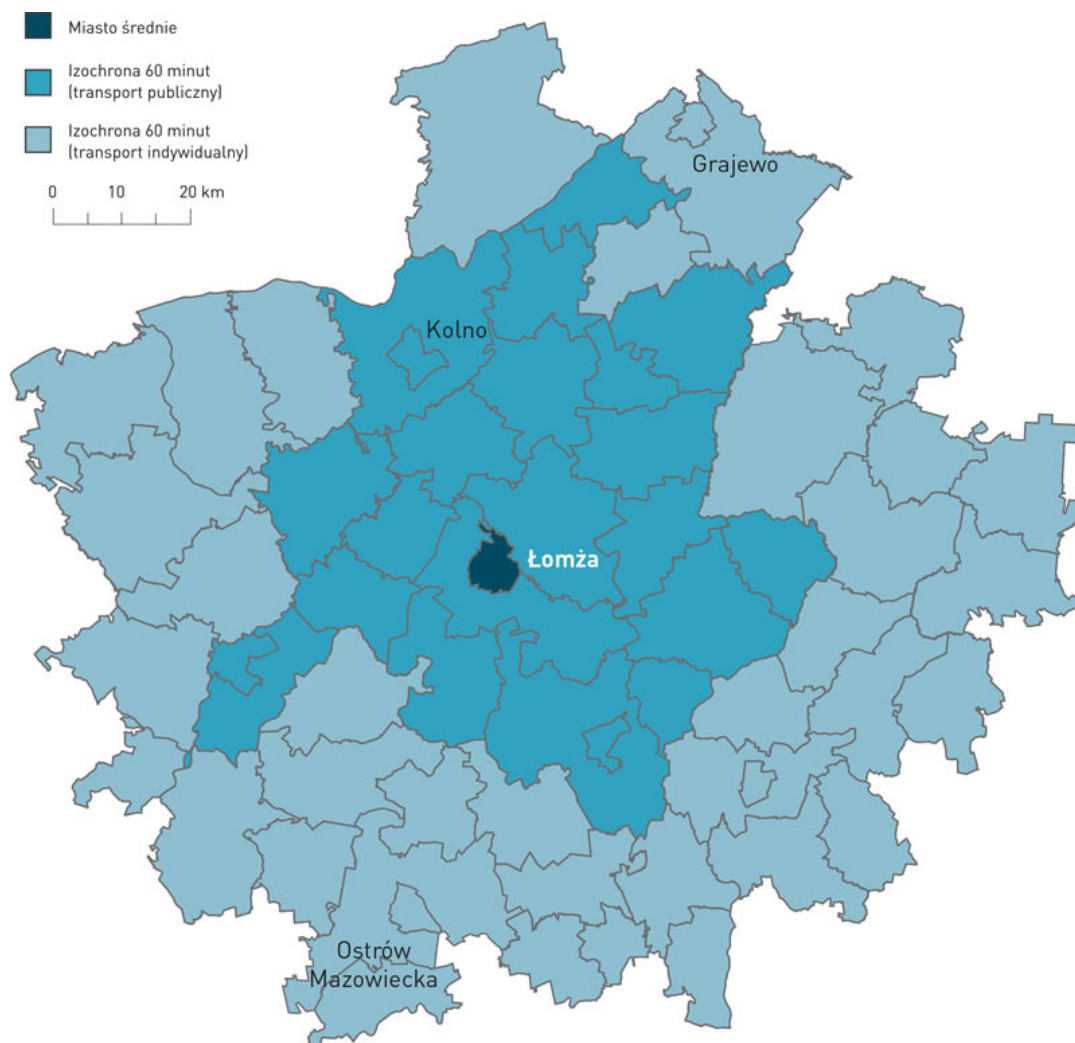 Miasto średnie
Izochrona 60 minut
(transport publiczny)
Izochrona 60 minut
(transport indywidualny)
0 10 20 km
Grajewo
Kolno
Łomża
Ostrów
Mazowiecka